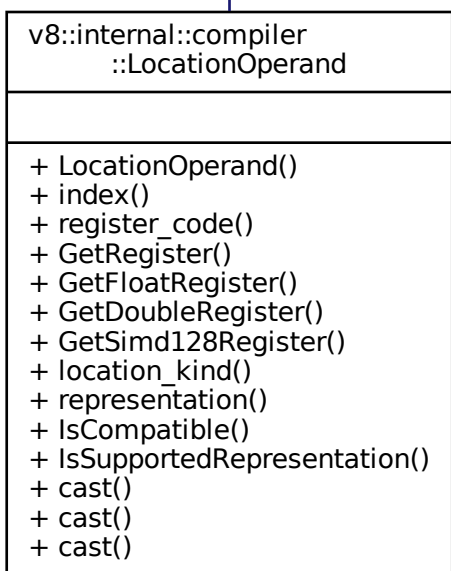 v8::internal::compiler
::LocationOperand
+ LocationOperand()
+ index()
+ register_code()
+ GetRegister()
+ GetFloatRegister()
+ GetDoubleRegister()
+ GetSimd128Register()
+ location_kind()
+ representation()
+ IsCompatible()
+ IsSupportedRepresentation()
+ cast()
+ cast()
+ cast()